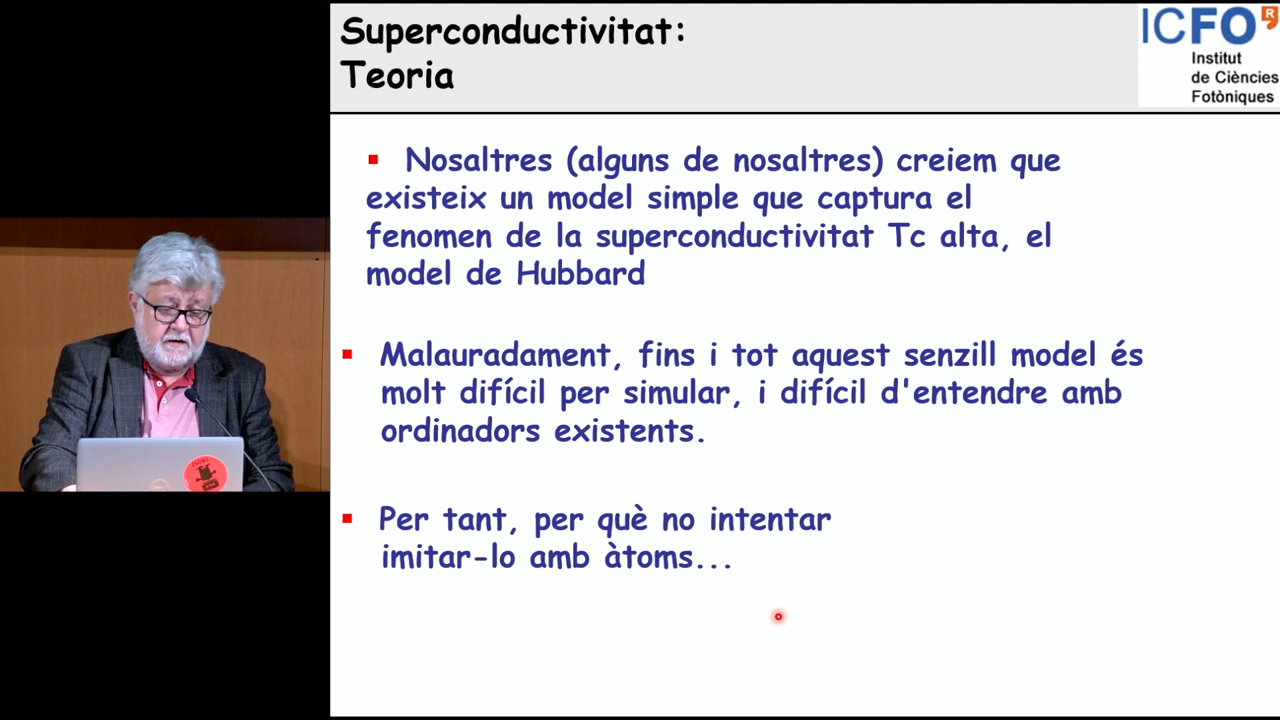 Superconductivitat:
Teoria
ICFO
R
Institut
de Ciències
Fotòniques
Nosaltres (alguns de nosaltres) creiem que
existeix un model simple que captura el
fenomen de la superconductivitat Tc alta, el
model de Hubbard
Malauradament, fins i tot aquest senzill model és
molt difícil per simular, i difícil d'entendre amb
ordinadors existents.
Per tant, per què no intentar
imitar-lo amb àtoms...